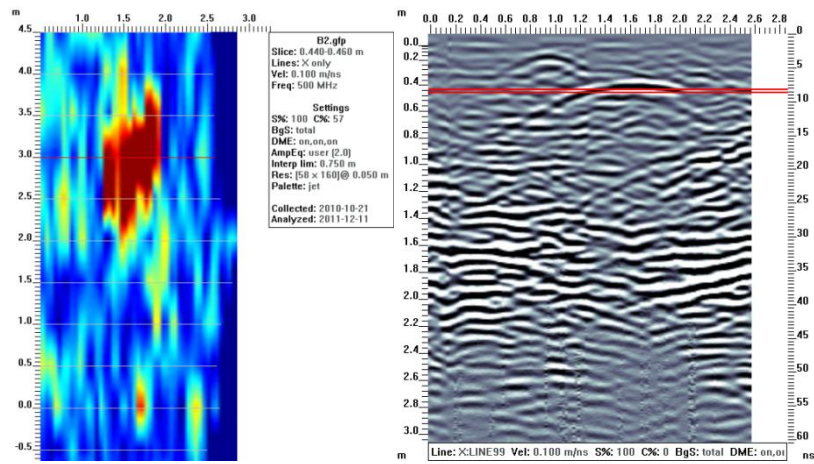 m
1.0 1.5 2.0 2.5 3.0
4.5
4.0
3.5
3.0
2.5
2.0
1.5
1.0
0.5
0.0
-0.5
B2.gfp
Slice: 0.440-0.460 m
Lines: X only
Vel: 0.100 m/ns
Freq: 500 MHz
Settings
S%: 100 C%: 57
BgS: total
DME: on,on,on
AmpEq: user [2.0]
Interp lim: 0.750 m
Res: [58 × 160]@ 0.050 m
Palette: jet
Collected: 2010-10-21
Analyzed: 2011-12-11
m
0.0 0.2 0.4 0.6 0.8 1.0 1.2 1.4 1.6 1.8 2.0 2.2 2.4 2.6 2.8
0.0
0.2
0.4
0.6
0.8
1.0
1.2
1.4
1.6
1.8
2.0
2.2
2.4
2.6
2.8
3.0
m
0
5
10
15
20
25
30
35
40
45
50
55
60
ns
Line: X:LINE99 Vel: 0.100 m/ns S%: 100 C%: 0 BgS: total DME: on,o